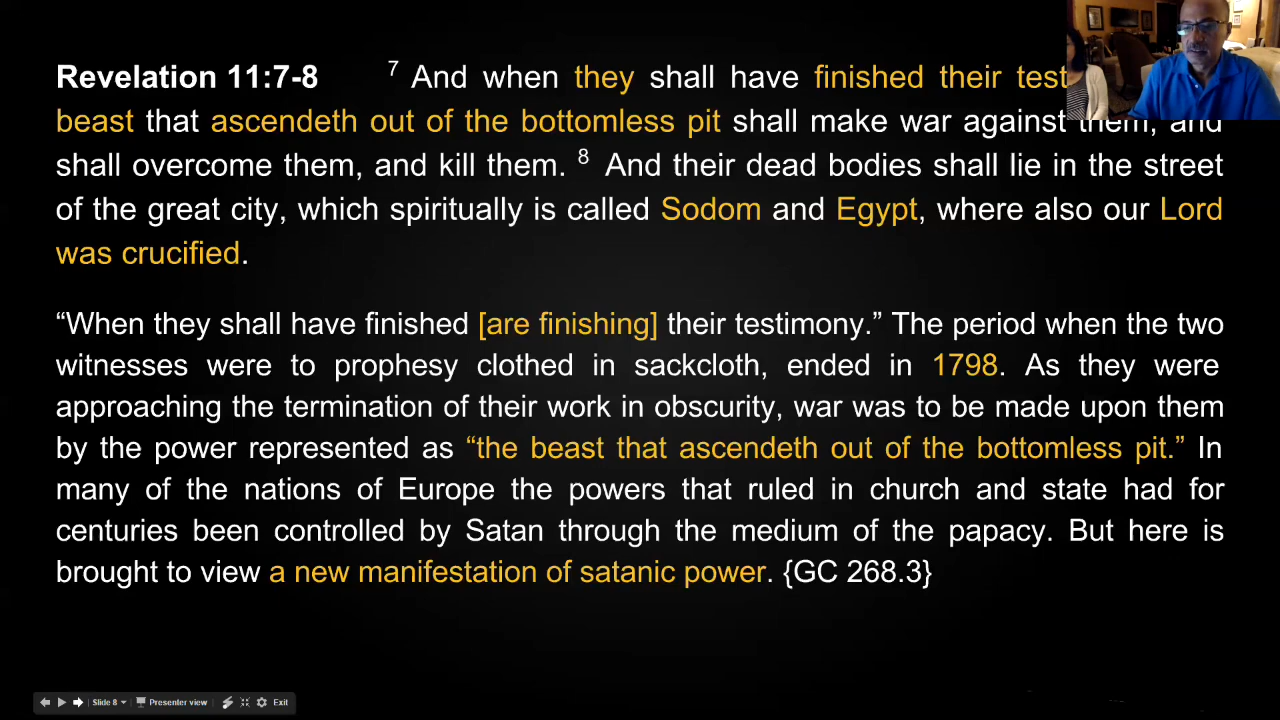 Revelation 11:7-8 7 And when they shall have finished their test
beast that ascendeth out of the bottomless pit shall make war against them, and
shall overcome them, and kill them. 8 And their dead bodies shall lie in the street
of the great city, which spiritually is called Sodom and Egypt, where also our Lord
was crucified.
“When they shall have finished [are finishing] their testimony.” The period when the two
witnesses were to prophesy clothed in sackcloth, ended in 1798. As they were
approaching the termination of their work in obscurity, war was to be made upon them
by the power represented as “the beast that ascendeth out of the bottomless pit.” In
many of the nations of Europe the powers that ruled in church and state had for
centuries been controlled by Satan through the medium of the papacy. But here is
brought to view a new manifestation of satanic power. {GC 268.3}
Slide 8 Presenter view Exit